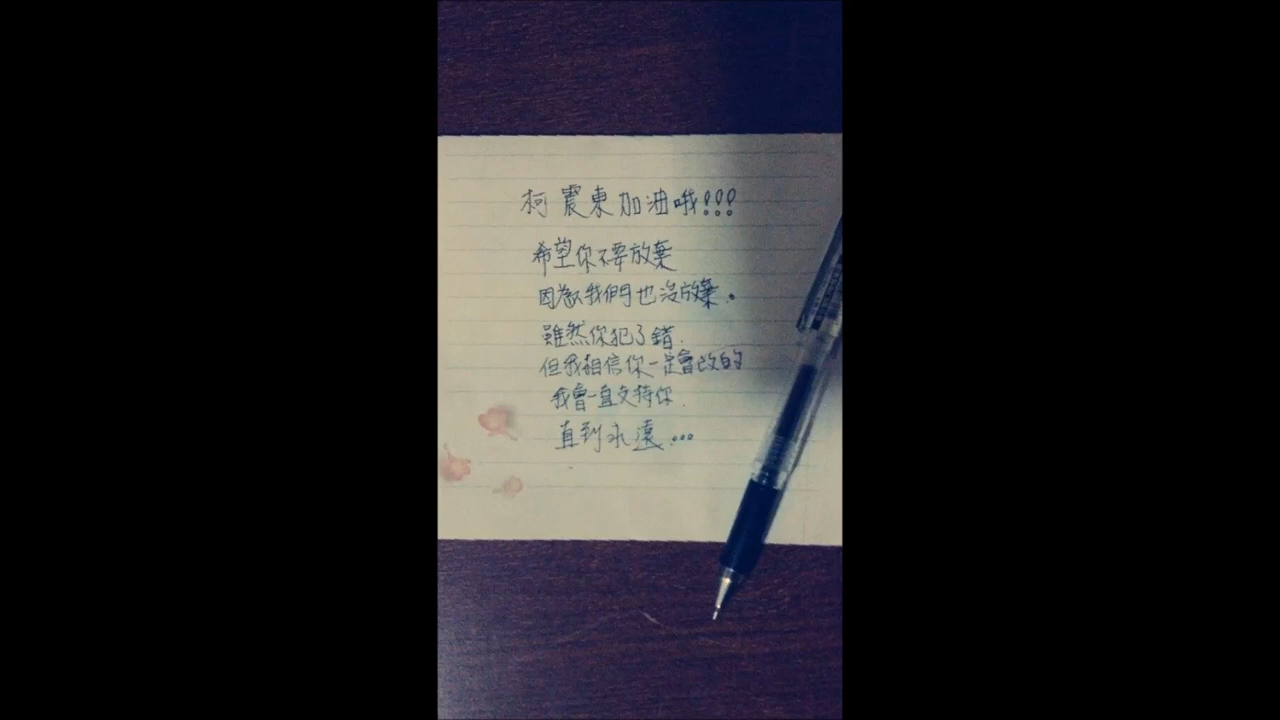 柯震東加油哦!!!
希望你不要放棄
因為我們也沒放棄。
雖然你犯了錯.
但我相信你一定會改的
我會一直支持你.
直到永遠...